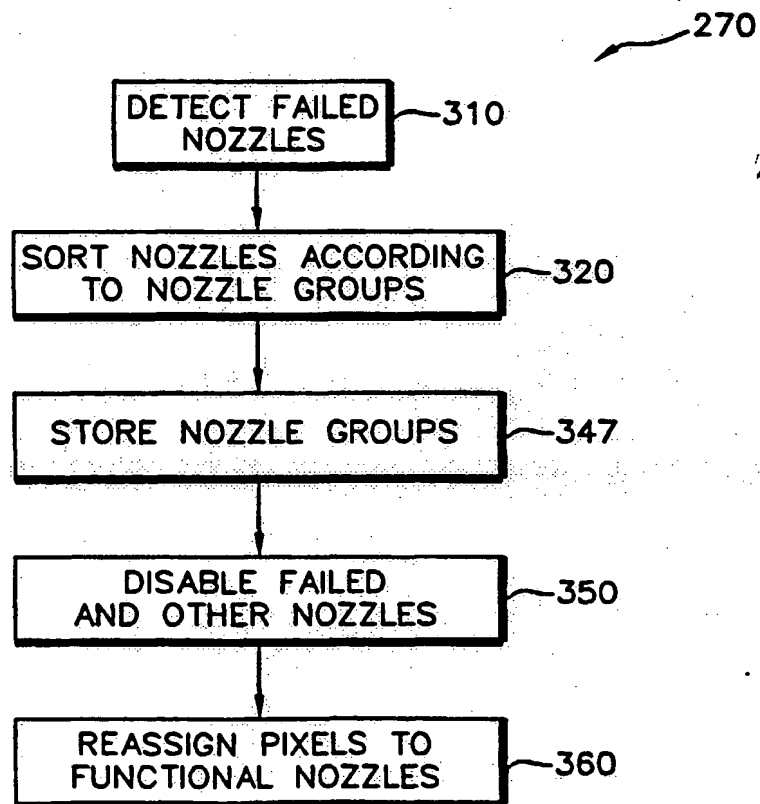 270
DETECT FAILED
NOZZLES
310
SORT NOZZLES ACCORDING
TO NOZZLE GROUPS
320
STORE NOZZLE GROUPS
347
DISABLE FAILED
AND OTHER NOZZLES
350
REASSIGN PIXELS TO
FUNCTIONAL NOZZLES
360